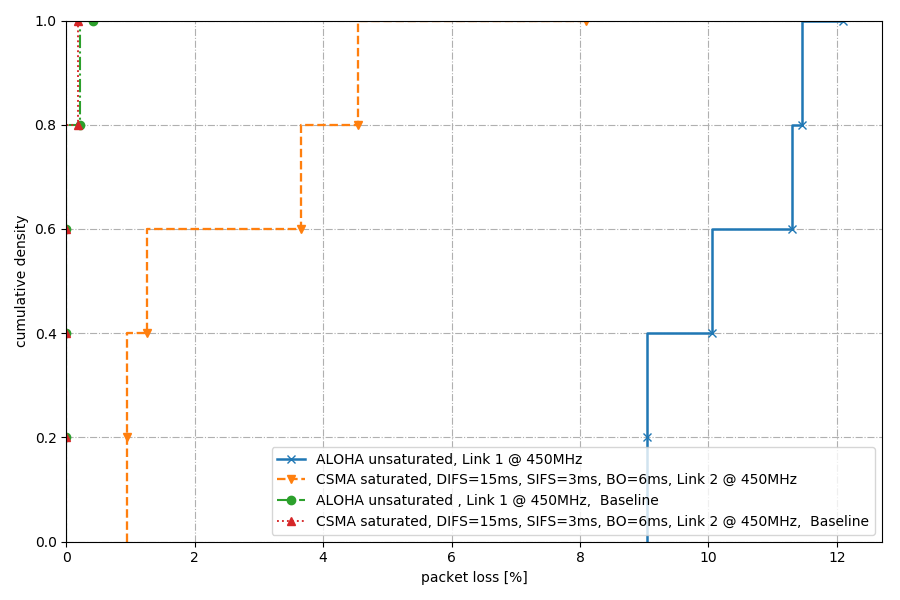 1.0
0.8
0.6
0.4
0.2
0.0
cumulative density
ALOHA unsaturated, Link 1 @ 450MHz
CSMA saturated, DIFS=15ms, SIFS=3ms, BO=6ms, Link 2 @ 450MHz
ALOHA unsaturated , Link 1 @ 450MHz,  Baseline
CSMA saturated, DIFS=15ms, SIFS=3ms, BO=6ms, Link 2 @ 450MHz,  Baseline
0 2 4 6 8 10 12
packet loss [%]